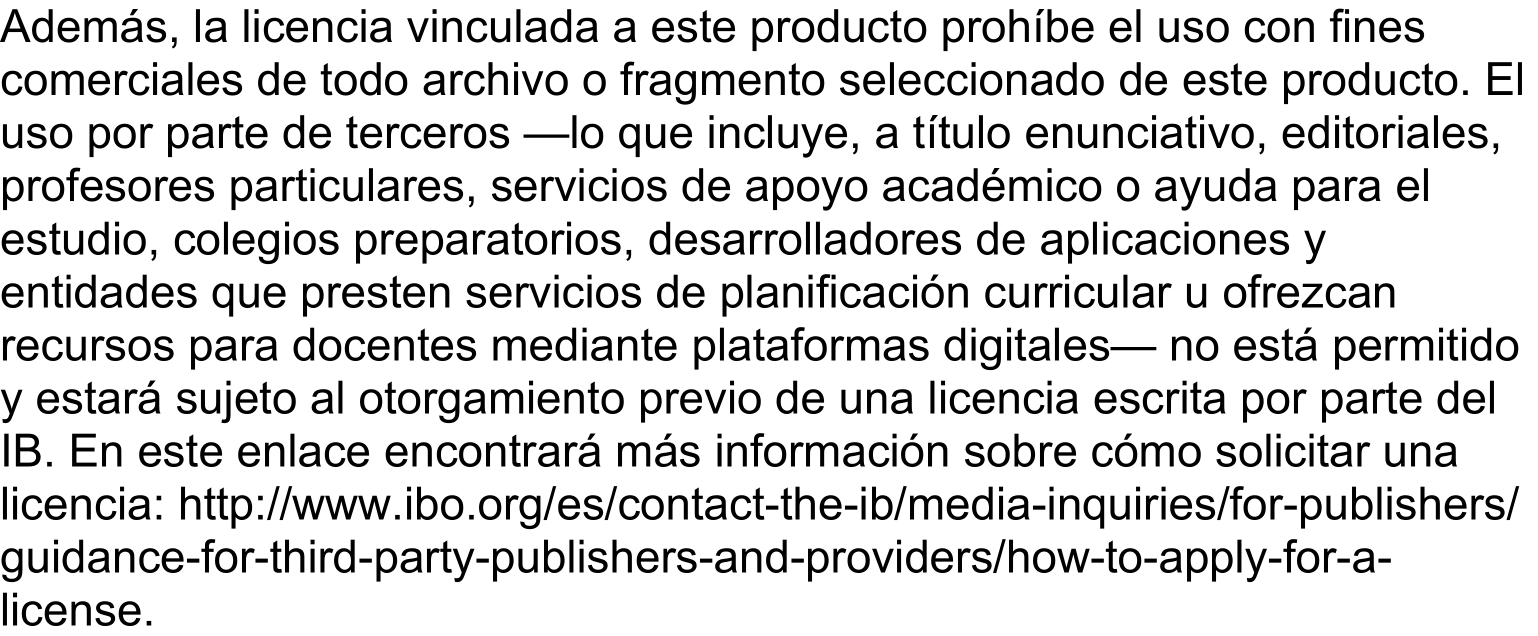 Además, la licencia vinculada a este producto prohíbe el uso con fines
comerciales de todo archivo o fragmento seleccionado de este producto. El
uso por parte de terceros —lo que incluye, a título enunciativo, editoriales,
profesores particulares, servicios de apoyo académico o ayuda para el
estudio, colegios preparatorios, desarrolladores de aplicaciones y
entidades que presten servicios de planificación curricular u ofrezcan
recursos para docentes mediante plataformas digitales— no está permitido
y estará sujeto al otorgamiento previo de una licencia escrita por parte del
IB. En este enlace encontrará más información sobre cómo solicitar una
licencia: http://www.ibo.org/es/contact-the-ib/media-inquiries/for-publishers/
guidance-for-third-party-publishers-and-providers/how-to-apply-for-a-
license.